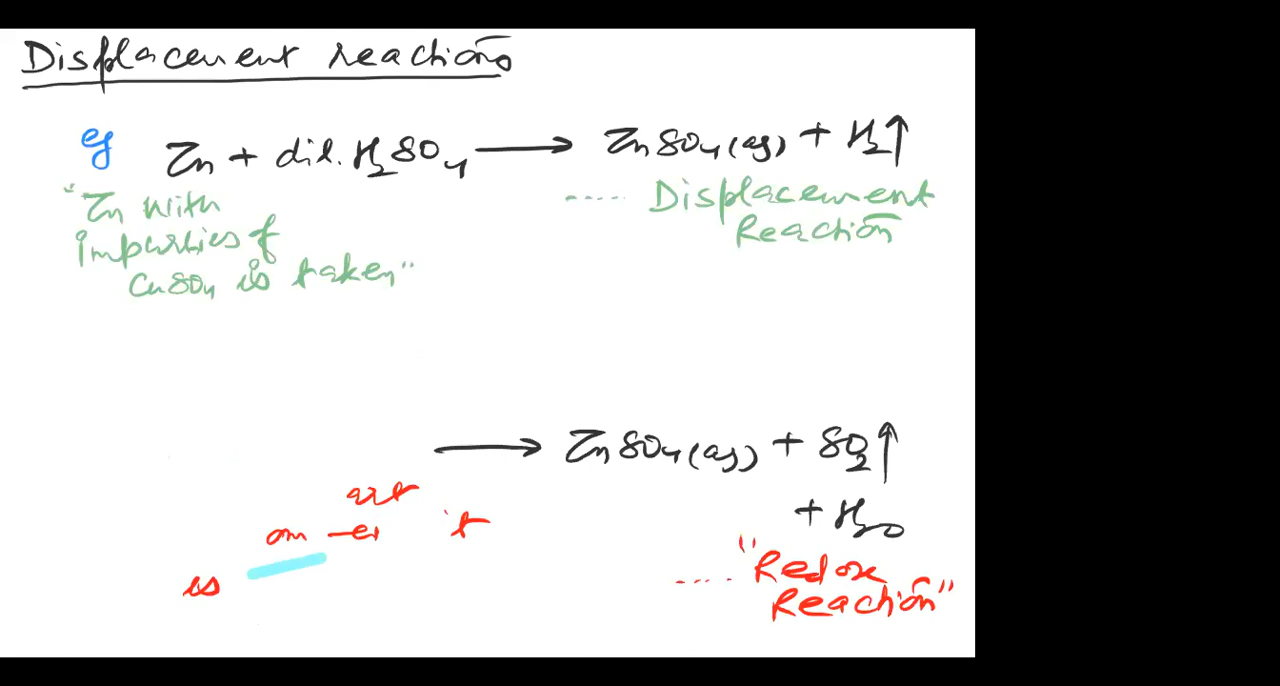 Displacement reactions
eg Zn + dil. H₂SO₄ ⟶ ZnSO₄(aq) + H₂↑
"Zn with
impurities of
CuSO₄ is taken"
..... Displacement
Reaction
⟶ ZnSO₄(aq) + SO₂↑
+ H₂O
is
..... "Redox
Reaction"